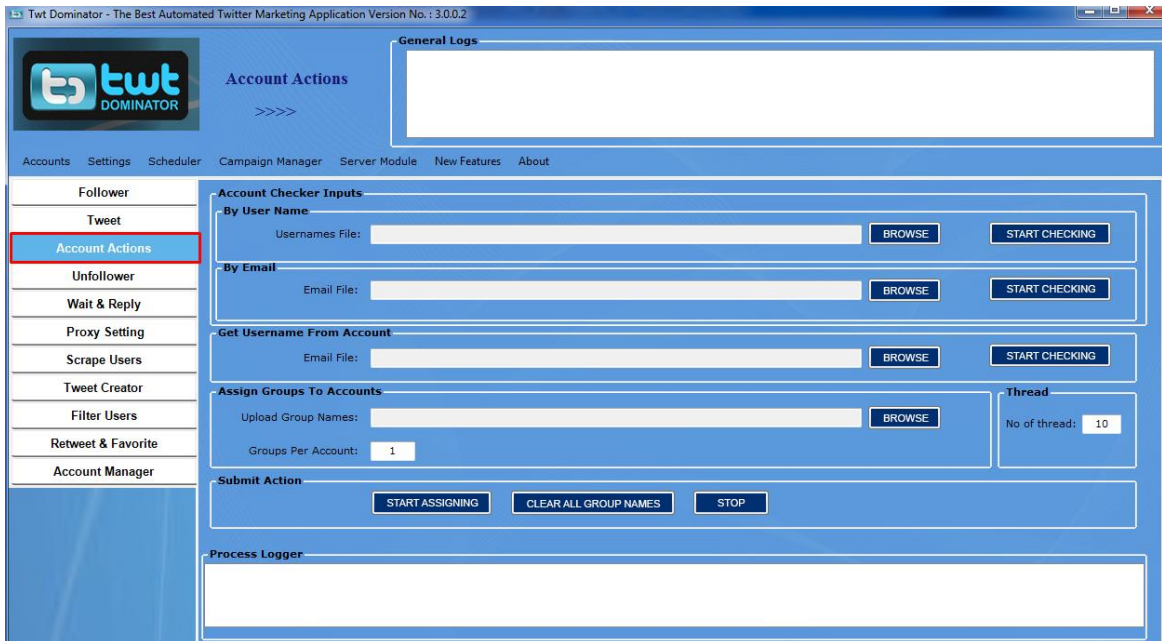 Twt Dominator - The Best Automated Twitter Marketing Application Version No. : 3.0.0.2
twt
DOMINATOR
Account Actions
>>>>
General Logs
Accounts Settings Scheduler Campaign Manager Server Module New Features About
Follower
Tweet
Account Actions
Unfollower
Wait & Reply
Proxy Setting
Scrape Users
Tweet Creator
Filter Users
Retweet & Favorite
Account Manager
Account Checker Inputs
By User Name
Usernames File: BROWSE START CHECKING
By Email
Email File: BROWSE START CHECKING
Get Username From Account
Email File: BROWSE START CHECKING
Assign Groups To Accounts
Upload Group Names: BROWSE
Groups Per Account: 1
Thread
No of thread: 10
Submit Action
START ASSIGNING CLEAR ALL GROUP NAMES STOP
Process Logger